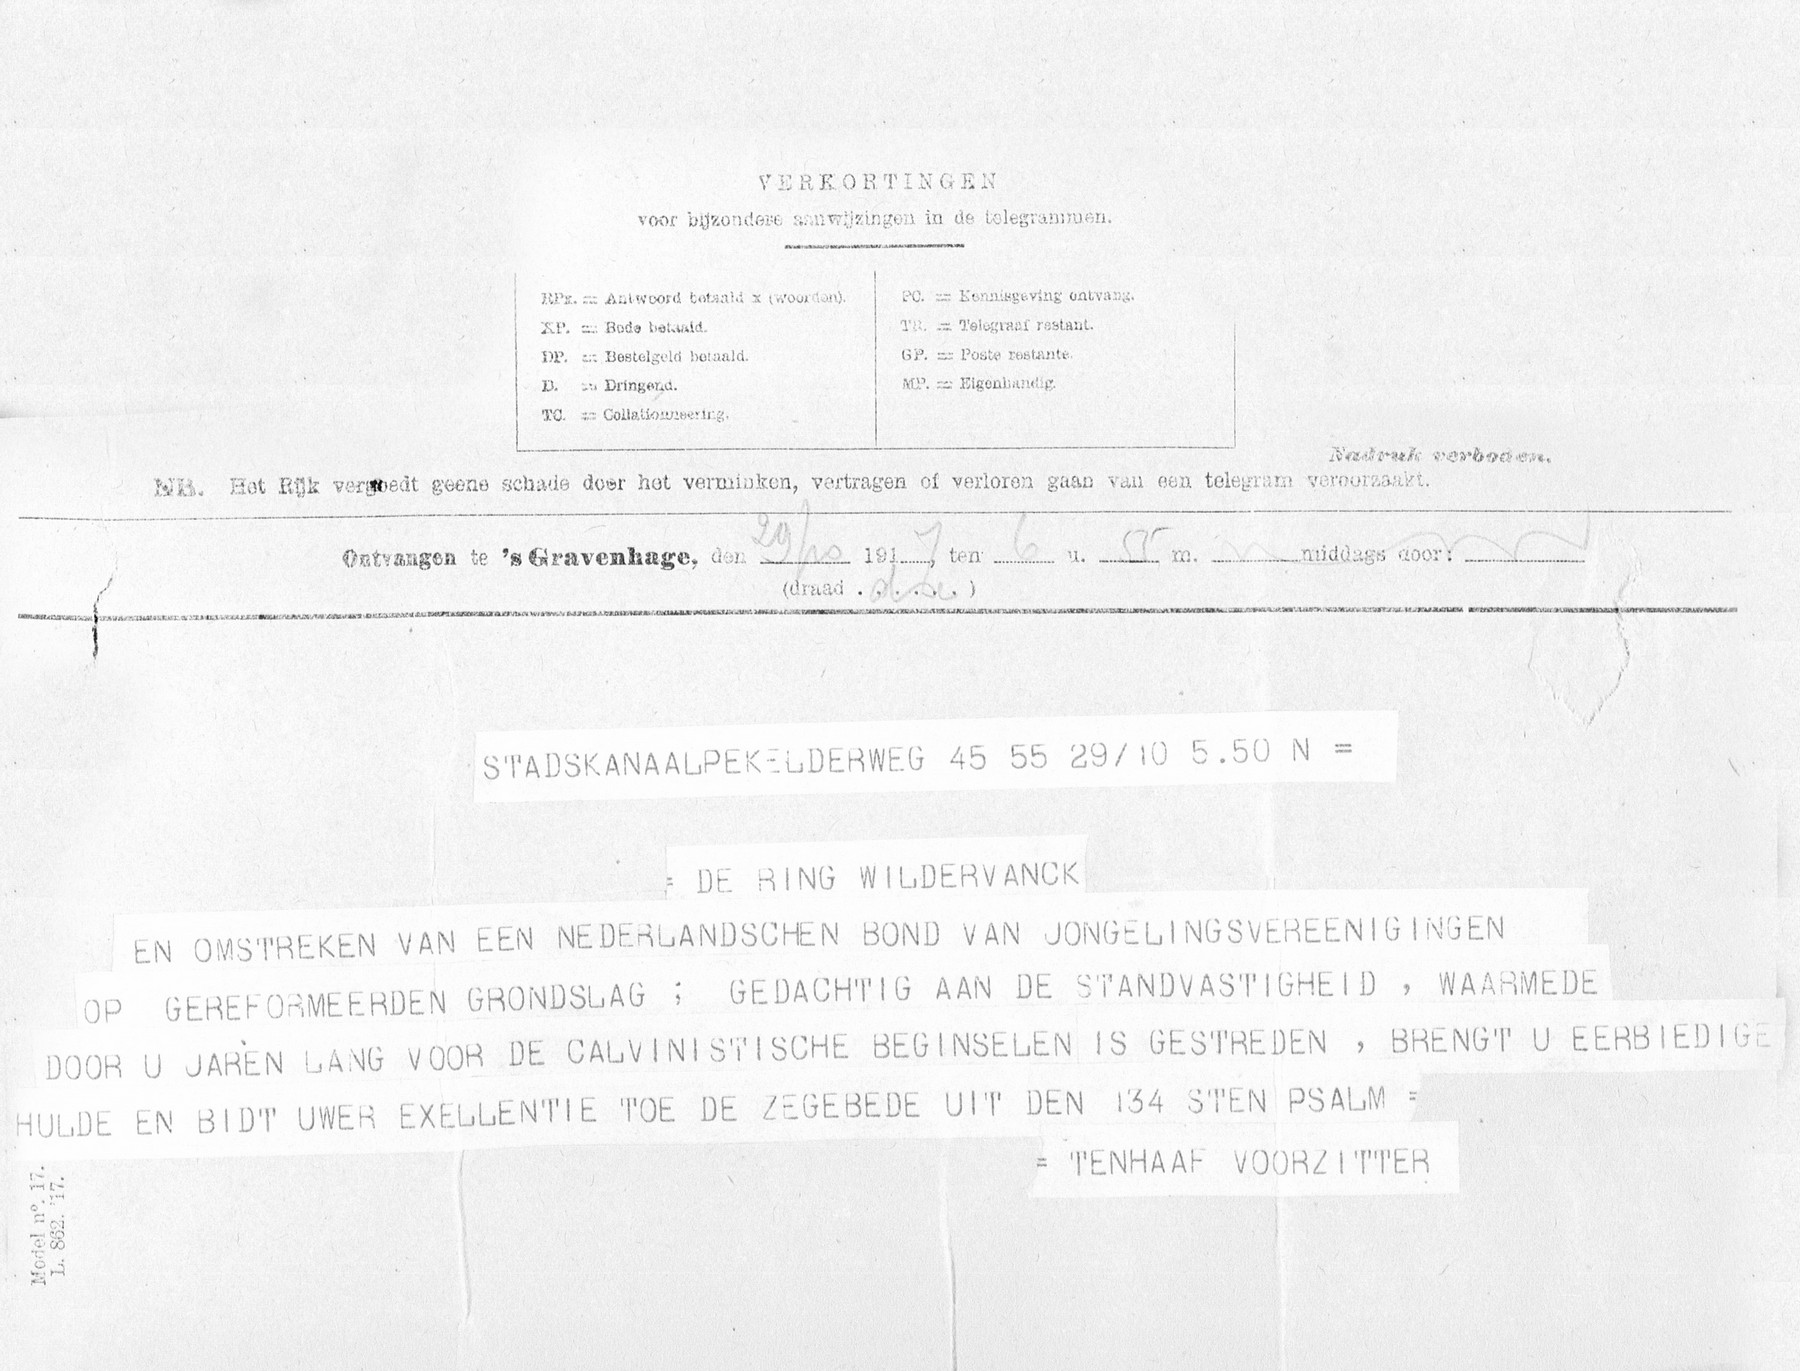 VERKORTINGEN
voor bijzondere aanwijzingen in de telegrammen.
RPx. = Antwoord betaald x (woorden).
XP. = Bode betaald.
DP. = Bestelgeld betaald.
D. = Dringend.
TC. = Collationneering.
PC. = Kennisgeving ontvang.
TR. = Telegraaf restant.
GP. = Poste restante.
MP. = Eigenhandig.
Nadruk verboden.
NB. Het Rijk vergoedt geene schade door het verminken, vertragen of verloren gaan van een telegram veroorzaakt.
Ontvangen te 's Gravenhage, den 29/10 1917, ten 6 u. 55 m. middags door:
(draad . . . . . . )
STADSKANAALPEKELDERWEG 45 55 29/10 5.50 N =
= DE RING WILDERVANCK
EN OMSTREKEN VAN EEN NEDERLANDSCHEN BOND VAN JONGELINGSVEREENIGINGEN
OP GEREFORMEERDEN GRONDSLAG ; GEDACHTIG AAN DE STANDVASTIGHEID , WAARMEDE
DOOR U JAREN LANG VOOR DE CALVINISTISCHE BEGINSELEN IS GESTREDEN , BRENGT U EERBIEDIGE
HULDE EN BIDT UWER EXELLENTIE TOE DE ZEGEBEDE UIT DEN 134 STEN PSALM =
= TENHAAF VOORZITTER
Model nº. 17.
L. 862. '17.